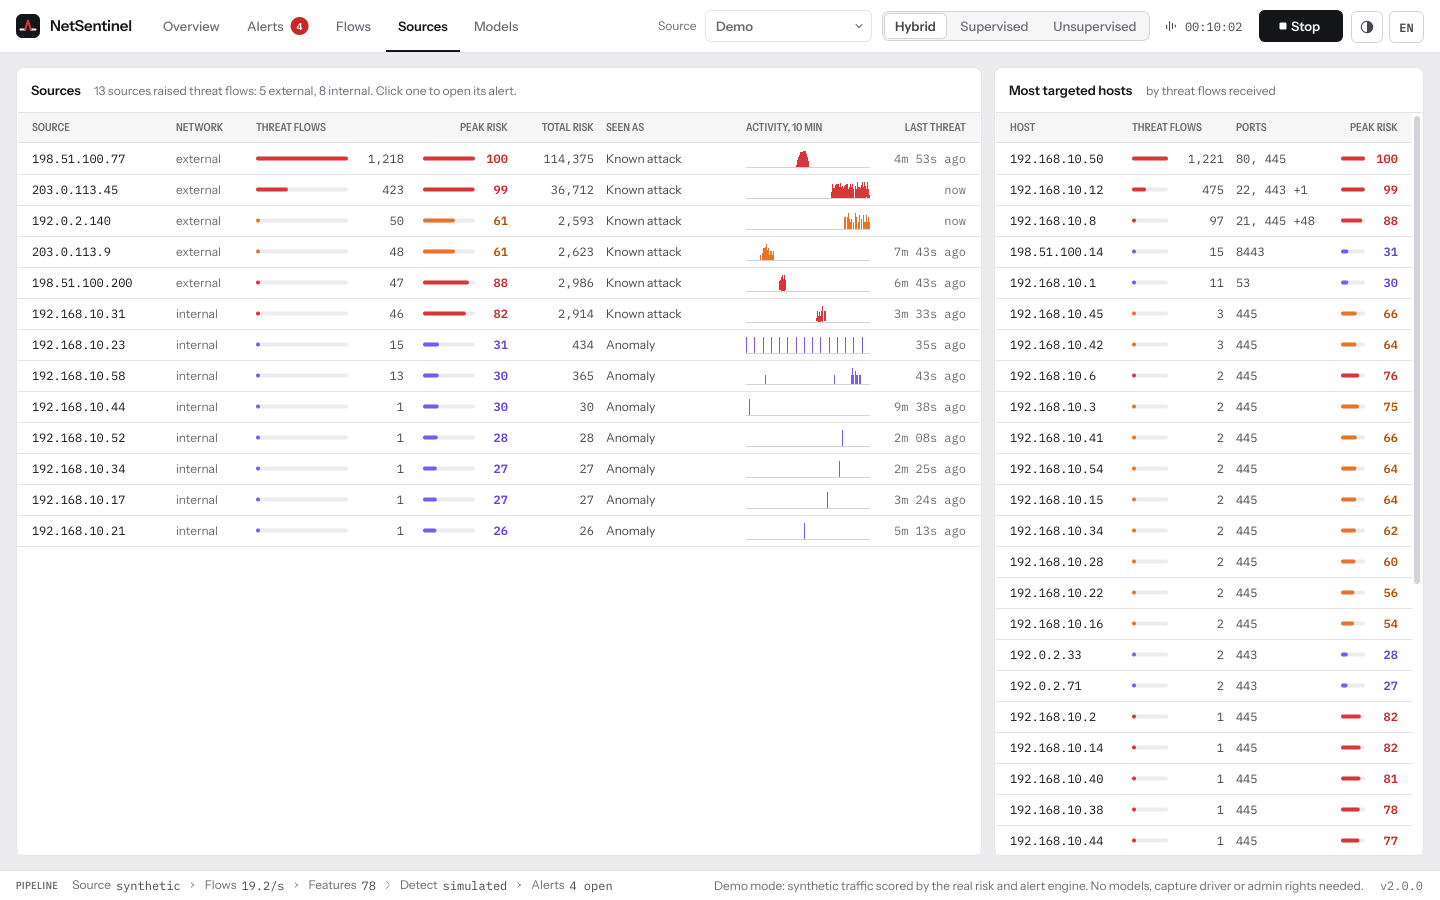 NetSentinel Overview Alerts 4 Flows Sources Models Source Demo Hybrid Supervised Unsupervised 00:10:02 Stop EN
Sources 13 sources raised threat flows: 5 external, 8 internal. Click one to open its alert.
SOURCE NETWORK THREAT FLOWS PEAK RISK TOTAL RISK SEEN AS ACTIVITY, 10 MIN LAST THREAT
198.51.100.77 external 1,218 100 114,375 Known attack 4m 53s ago
203.0.113.45 external 423 99 36,712 Known attack now
192.0.2.140 external 50 61 2,593 Known attack now
203.0.113.9 external 48 61 2,623 Known attack 7m 43s ago
198.51.100.200 external 47 88 2,986 Known attack 6m 43s ago
192.168.10.31 internal 46 82 2,914 Known attack 3m 33s ago
192.168.10.23 internal 15 31 434 Anomaly 35s ago
192.168.10.58 internal 13 30 365 Anomaly 43s ago
192.168.10.44 internal 1 30 30 Anomaly 9m 38s ago
192.168.10.52 internal 1 28 28 Anomaly 2m 08s ago
192.168.10.34 internal 1 27 27 Anomaly 2m 25s ago
192.168.10.17 internal 1 27 27 Anomaly 3m 24s ago
192.168.10.21 internal 1 26 26 Anomaly 5m 13s ago
Most targeted hosts by threat flows received
HOST THREAT FLOWS PORTS PEAK RISK
192.168.10.50 1,221 80, 445 100
192.168.10.12 475 22, 443 +1 99
192.168.10.8 97 21, 445 +48 88
198.51.100.14 15 8443 31
192.168.10.1 11 53 30
192.168.10.45 3 445 66
192.168.10.42 3 445 64
192.168.10.6 2 445 76
192.168.10.3 2 445 75
192.168.10.41 2 445 66
192.168.10.54 2 445 64
192.168.10.15 2 445 64
192.168.10.34 2 445 62
192.168.10.28 2 445 60
192.168.10.22 2 445 56
192.168.10.16 2 445 54
192.0.2.33 2 443 28
192.0.2.71 2 443 27
192.168.10.2 1 445 82
192.168.10.14 1 445 82
192.168.10.40 1 445 81
192.168.10.38 1 445 78
192.168.10.44 1 445 77
PIPELINE Source synthetic › Flows 19.2/s › Features 78 › Detect simulated › Alerts 4 open Demo mode: synthetic traffic scored by the real risk and alert engine. No models, capture driver or admin rights needed. v2.0.0